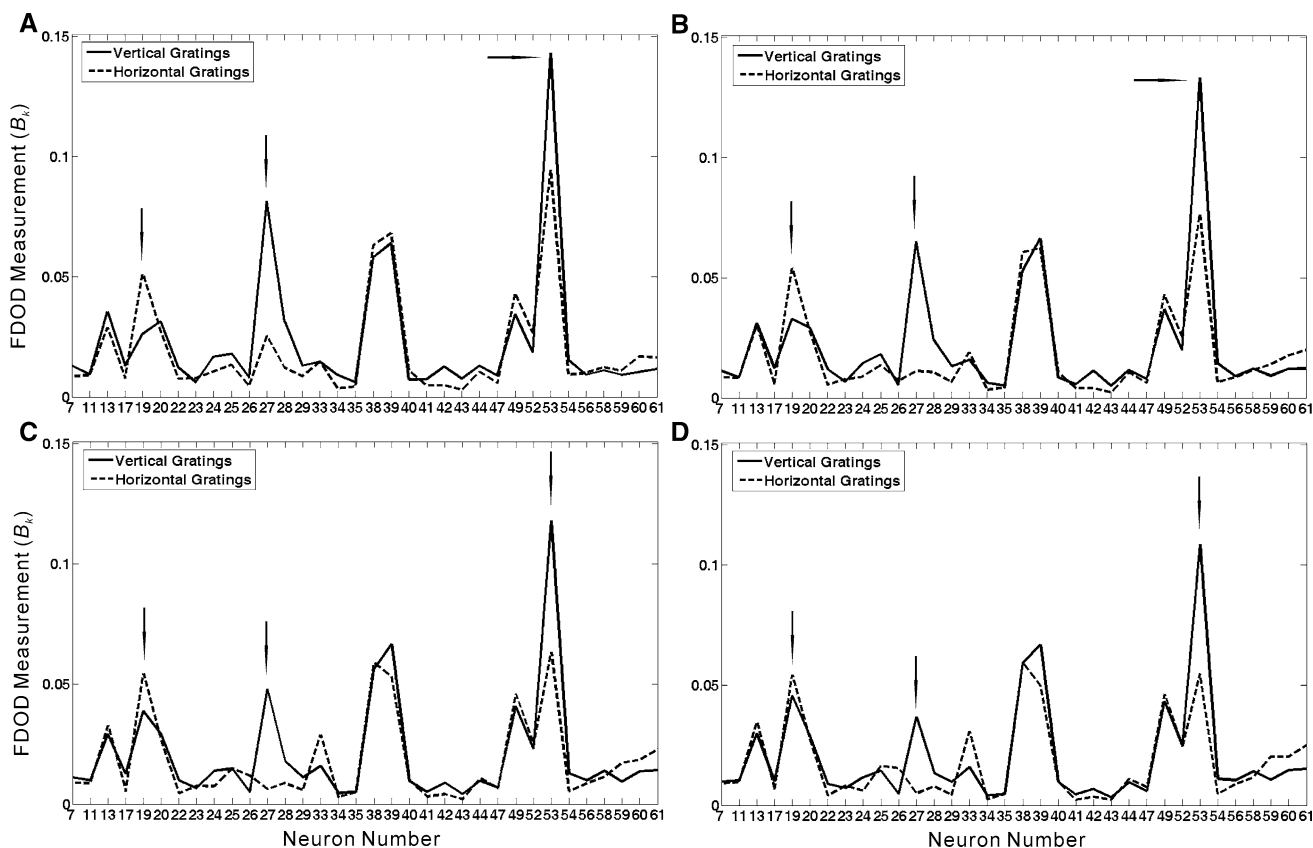 A
Vertical Gratings
Horizontal Gratings
FDOD Measurement (Bk)
0.15
0.1
0.05
0
7 11 13 17 19 20 22 23 24 25 26 27 28 29 33 34 35 38 39 40 41 42 43 44 47 49 52 53 54 56 58 59 60 61
B
Vertical Gratings
Horizontal Gratings
0.15
0.1
0.05
0
7 11 13 17 19 20 22 23 24 25 26 27 28 29 33 34 35 38 39 40 41 42 43 44 47 49 52 53 54 56 58 59 60 61
C
Vertical Gratings
Horizontal Gratings
FDOD Measurement (Bk)
0.15
0.1
0.05
0
7 11 13 17 19 20 22 23 24 25 26 27 28 29 33 34 35 38 39 40 41 42 43 44 47 49 52 53 54 56 58 59 60 61
Neuron Number
D
Vertical Gratings
Horizontal Gratings
0.15
0.1
0.05
0
7 11 13 17 19 20 22 23 24 25 26 27 28 29 33 34 35 38 39 40 41 42 43 44 47 49 52 53 54 56 58 59 60 61
Neuron Number